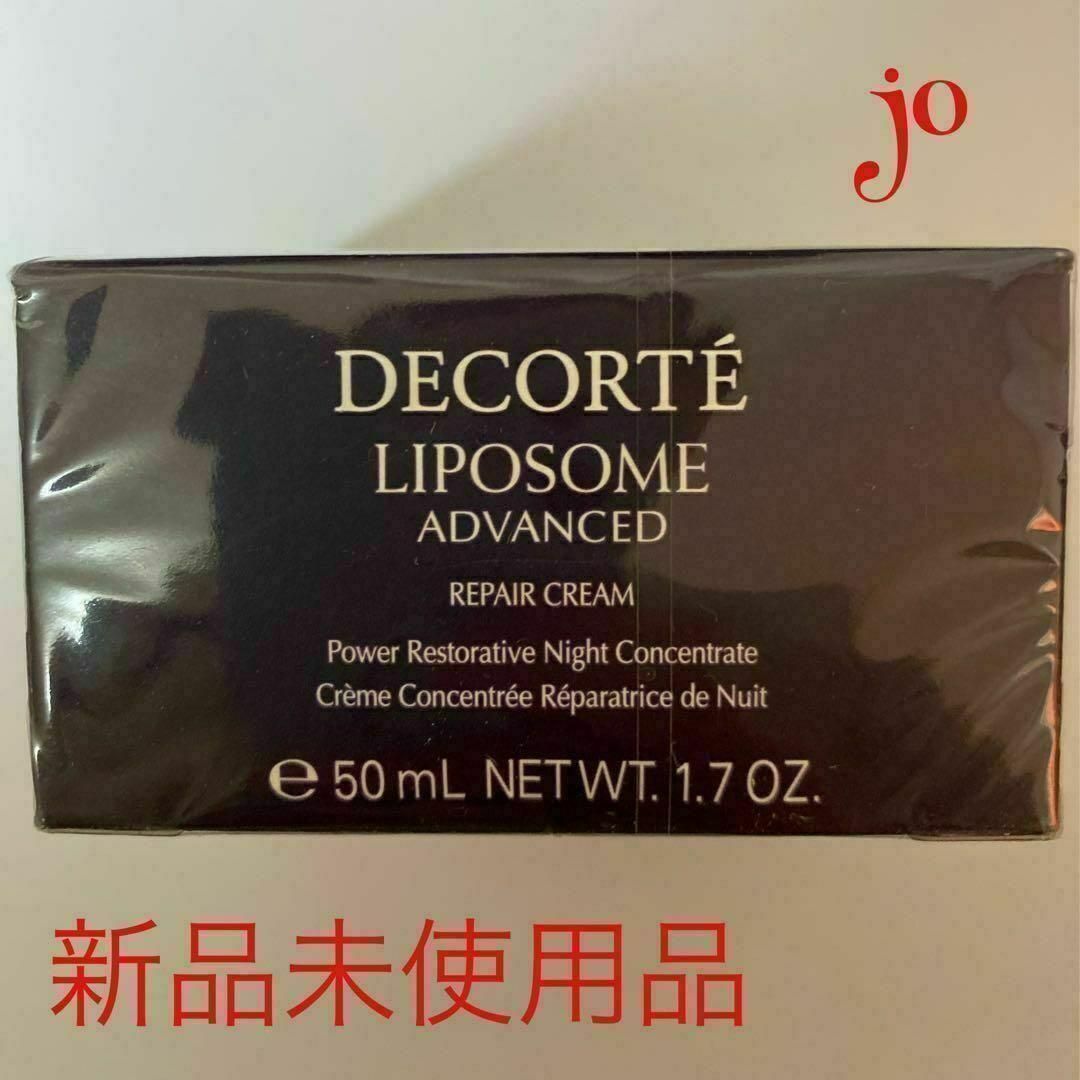 jo
DECORTÉ
LIPOSOME
ADVANCED
REPAIR CREAM
Power Restorative Night Concentrate
Crème Concentrée Réparatrice de Nuit
℮ 50 mL NET WT. 1.7 OZ.
新品未使用品